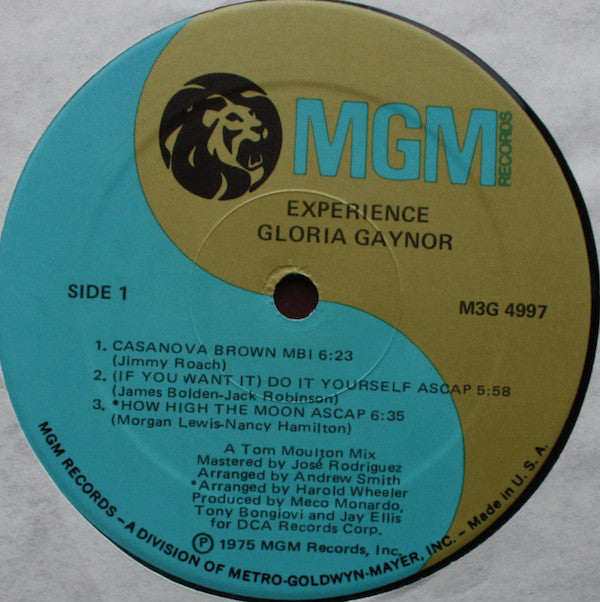 MGM
RECORDS
EXPERIENCE
GLORIA GAYNOR
SIDE 1
M3G 4997
1. CASANOVA BROWN MBI 6:23
(Jimmy Roach)
2. (IF YOU WANT IT) DO IT YOURSELF ASCAP 5:58
(James Bolden-Jack Robinson)
3. *HOW HIGH THE MOON ASCAP 6:35
(Morgan Lewis-Nancy Hamilton)
A Tom Moulton Mix
Mastered by José Rodriguez
Arranged by Andrew Smith
*Arranged by Harold Wheeler
Produced by Meco Monardo,
Tony Bongiovi and Jay Ellis
for DCA Records Corp.
℗ 1975 MGM Records, Inc.
MGM RECORDS – A DIVISION OF METRO-GOLDWYN-MAYER, INC. – Made in U.S.A.